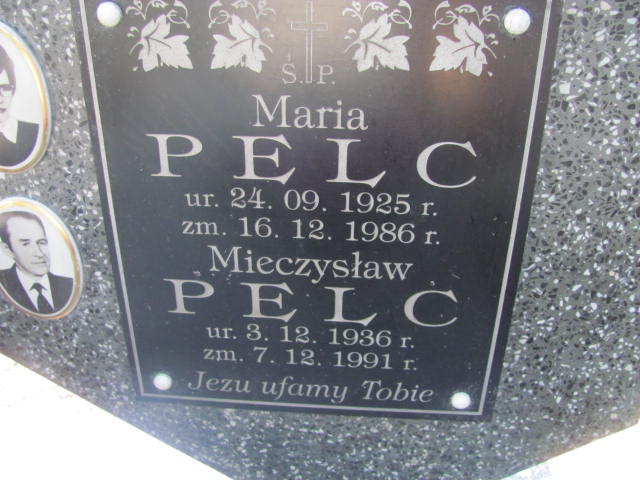 Ś.P.
Maria
PELC
ur. 24. 09. 1925 r.
zm. 16. 12. 1986 r.
Mieczysław
PELC
ur. 3. 12. 1936 r.
zm. 7. 12. 1991 r.
Jezu ufamy Tobie